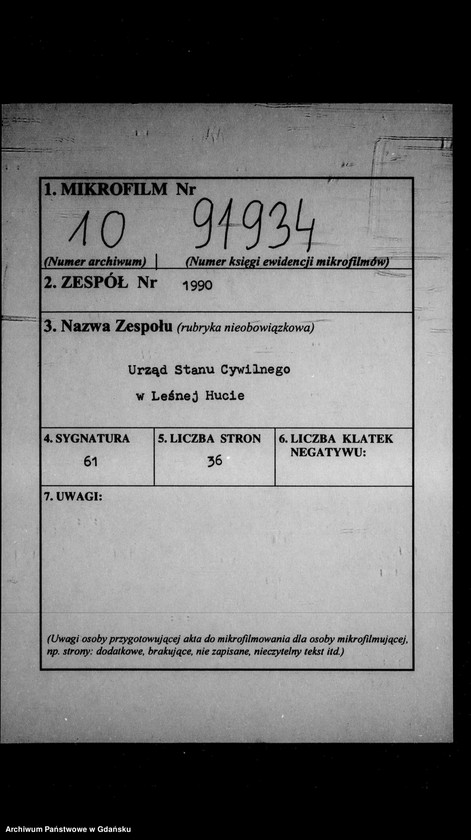 1. MIKROFILM Nr
10 91934
(Numer archiwum) (Numer księgi ewidencji mikrofilmów)
2. ZESPÓŁ Nr 1990
3. Nazwa Zespołu (rubryka nieobowiązkowa)
Urząd Stanu Cywilnego
w Leśnej Hucie
4. SYGNATURA 5. LICZBA STRON 6. LICZBA KLATEK
NEGATYWU:
61 36
7. UWAGI:
(Uwagi osoby przygotowującej akta do mikrofilmowania dla osoby mikrofilmującej,
np. strony: dodatkowe, brakujące, nie zapisane, nieczytelny tekst itd.)
Archiwum Państwowe w Gdańsku